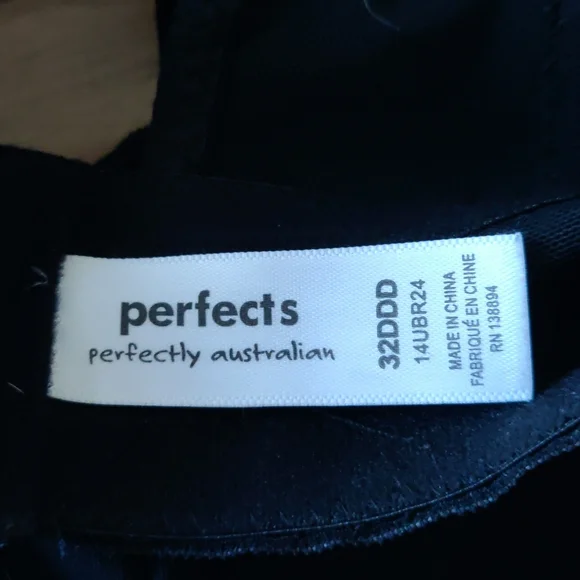 perfects
perfectly australian
32DDD
14UBR24
MADE IN CHINA
FABRIQUÉ EN CHINE
RN 138894